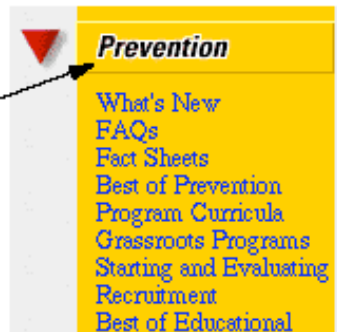 Prevention
What's New
FAQs
Fact Sheets
Best of Prevention
Program Curricula
Grassroots Programs
Starting and Evaluating
Recruitment
Best of Educational